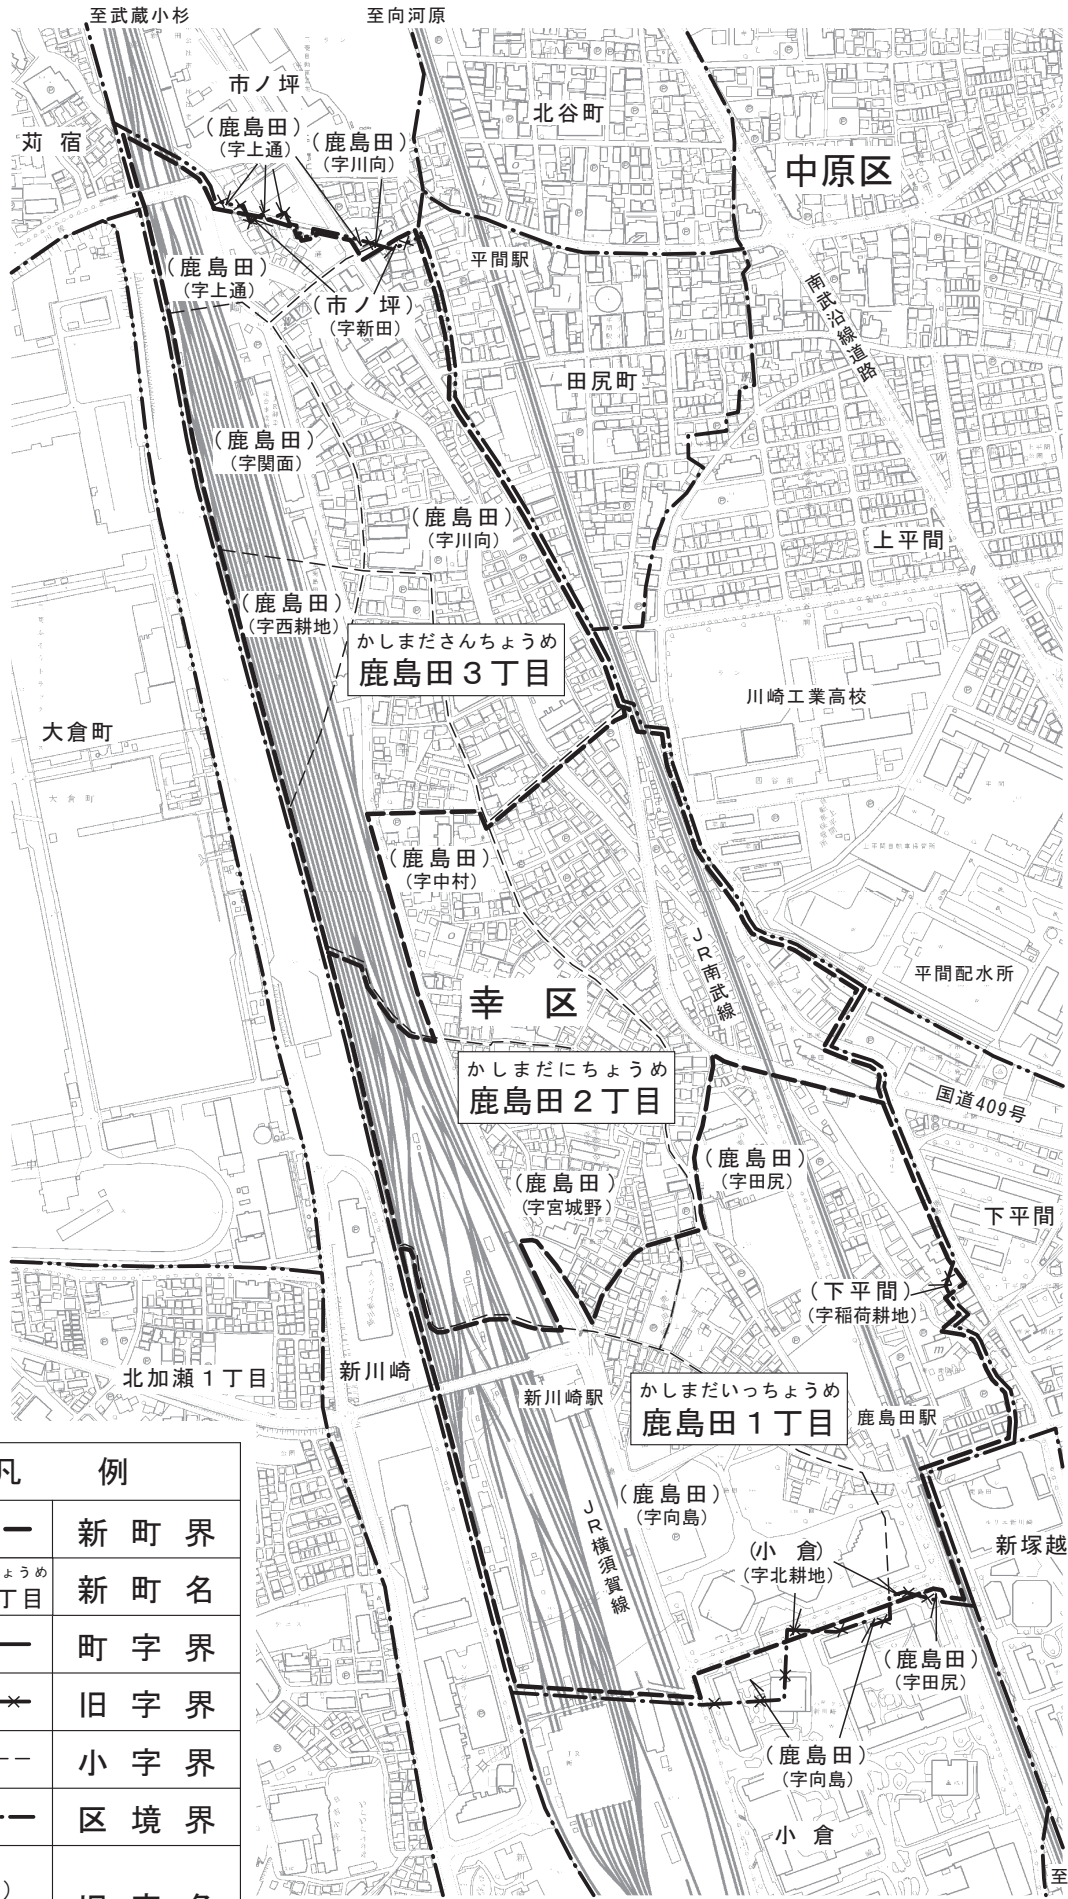 至武蔵小杉
至向河原
市ノ坪
北谷町
苅宿
(鹿島田)
(字上通)
(鹿島田)
(字川向)
中原区
平間駅
(鹿島田)
(字上通)
(市ノ坪)
(字新田)
南武沿線道路
田尻町
(鹿島田)
(字関面)
(鹿島田)
(字川向)
上平間
(鹿島田)
(字西耕地)
かしまださんちょうめ
鹿島田3丁目
川崎工業高校
大倉町
大倉町
(鹿島田)
(字中村)
JR南武線
平間配水所
幸 区
かしまだにちょうめ
鹿島田2丁目
国道409号
(鹿島田)
(字田尻)
(鹿島田)
(字宮城野)
下平間
(下平間)
(字稲荷耕地)
北加瀬1丁目
新川崎
新川崎駅
かしまだいっちょうめ
鹿島田1丁目
鹿島田駅
凡 例
新町界
ょうめ
丁目
新町名
町字界
旧字界
小字界
区境界
(鹿島田)
(字向島)
JR横須賀線
新塚越
(小倉)
(字北耕地)
(鹿島田)
(字田尻)
(鹿島田)
(字向島)
小倉
至